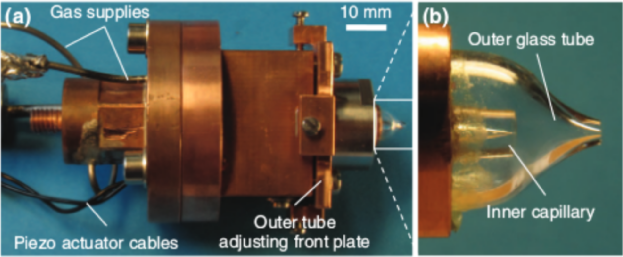 (a)
Gas supplies
10 mm
Outer tube
adjusting front plate
Piezo actuator cables
(b)
Outer glass tube
Inner capillary